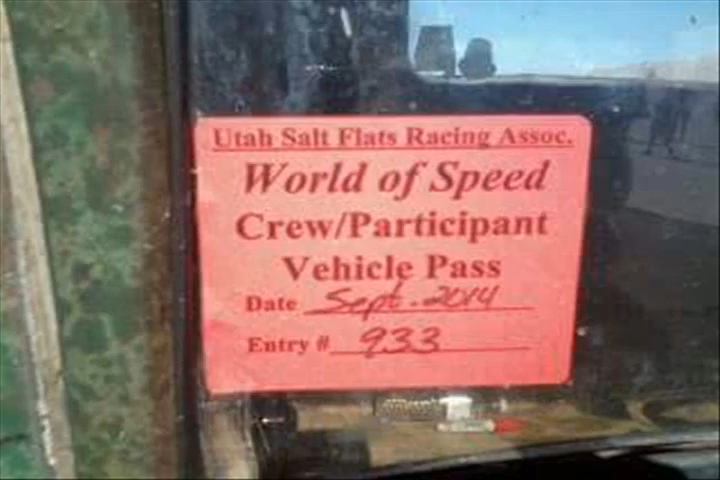 Utah Salt Flats Racing Assoc.
World of Speed
Crew/Participant
Vehicle Pass
Date Sept. 2014
Entry # 933